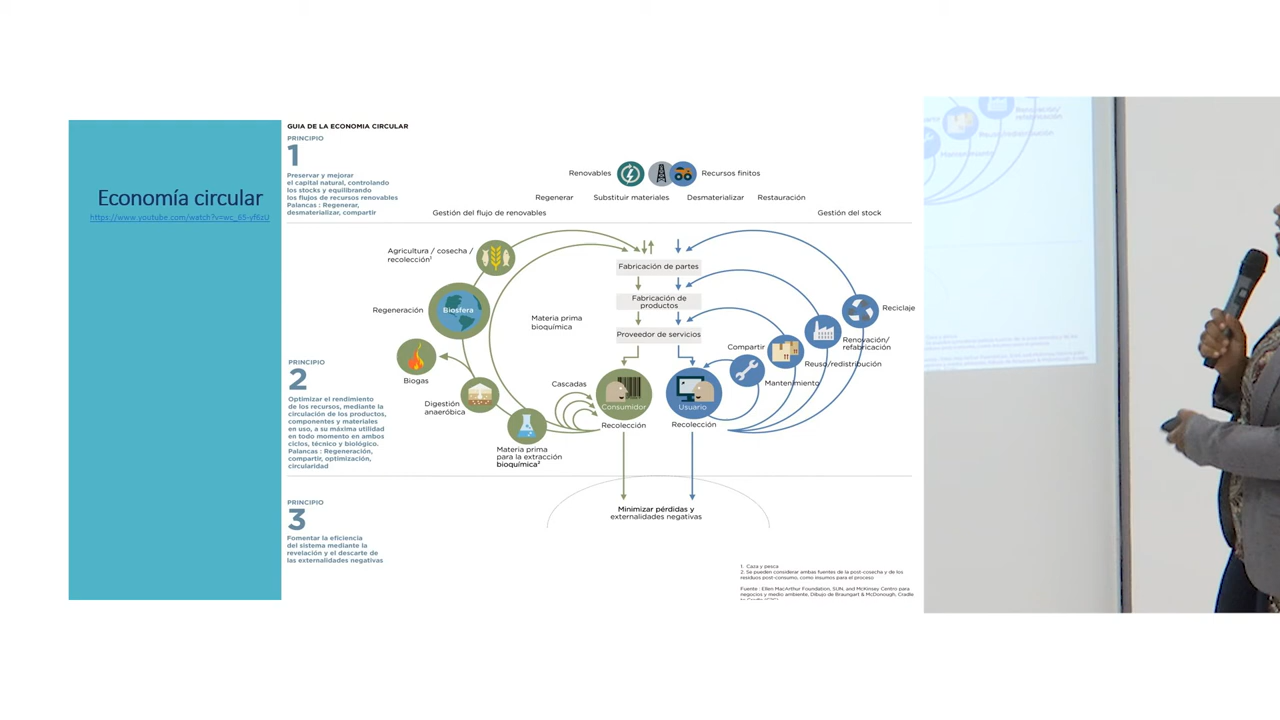 Economía circular
https://www.youtube.com/watch?v=wc_65-yf6zU
GUIA DE LA ECONOMIA CIRCULAR
PRINCIPIO
1
Preservar y mejorar
el capital natural, controlando
los stocks y equilibrando
los flujos de recursos renovables
Palancas : Regenerar,
desmaterializar, compartir
Renovables
Recursos finitos
Regenerar
Substituir materiales
Desmaterializar
Restauración
Gestión del flujo de renovables
Gestión del stock
PRINCIPIO
2
Optimizar el rendimiento
de los recursos, mediante la
circulación de los productos,
componentes y materiales
en uso, a su máxima utilidad
en todo momento en ambos
ciclos, técnico y biológico.
Palancas : Regeneración,
compartir, optimización,
circularidad
Agricultura / cosecha /
recolección¹
Regeneración
Biosfera
Biogas
Digestión
anaeróbica
Materia prima
para la extracción
bioquímica²
Materia prima
bioquímica
Cascadas
Fabricación de partes
Fabricación de
productos
Proveedor de servicios
Consumidor
Recolección
Usuario
Recolección
Compartir
Mantenimiento
Reuso/redistribución
Renovación/
refabricación
Reciclaje
PRINCIPIO
3
Fomentar la eficiencia
del sistema mediante la
revelación y el descarte de
las externalidades negativas
Minimizar pérdidas y
externalidades negativas
1. Caza y pesca
2. Se pueden considerar ambas fuentes de la post-cosecha y de los
residuos post-consumo, como insumos para el proceso
Fuente : Ellen MacArthur Foundation, SUN, and McKinsey Centro para
negocios y medio ambiente, Dibujo de Braungart & McDonough, Cradle
Renovación/
refabricación
Reuso/redistribución
Mantenimiento